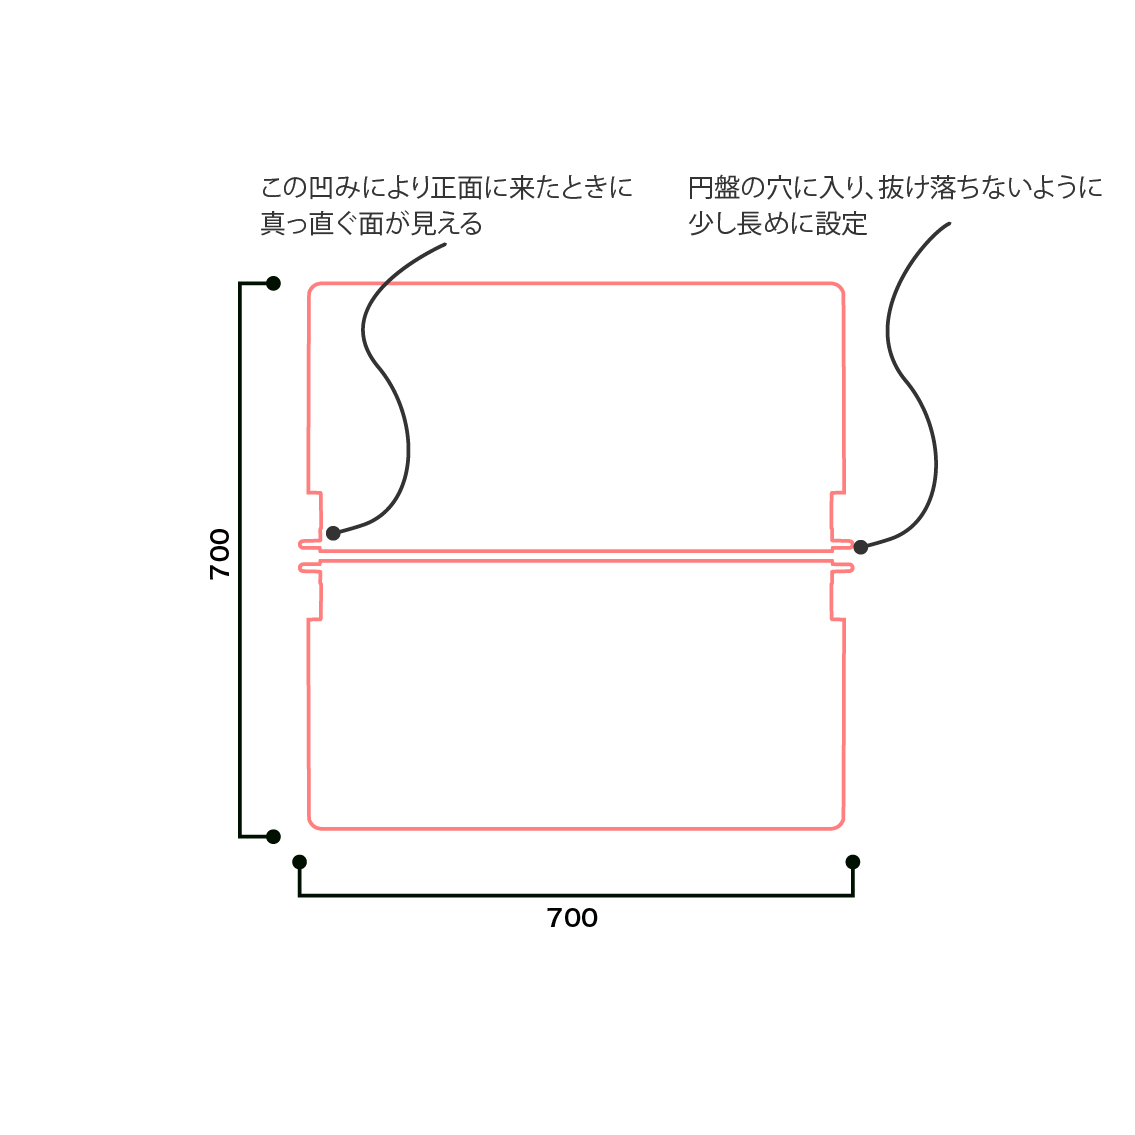 この凹みにより正面に来たときに
真っ直ぐ面が見える
円盤の穴に入り、抜け落ちないように
少し長めに設定
700
700